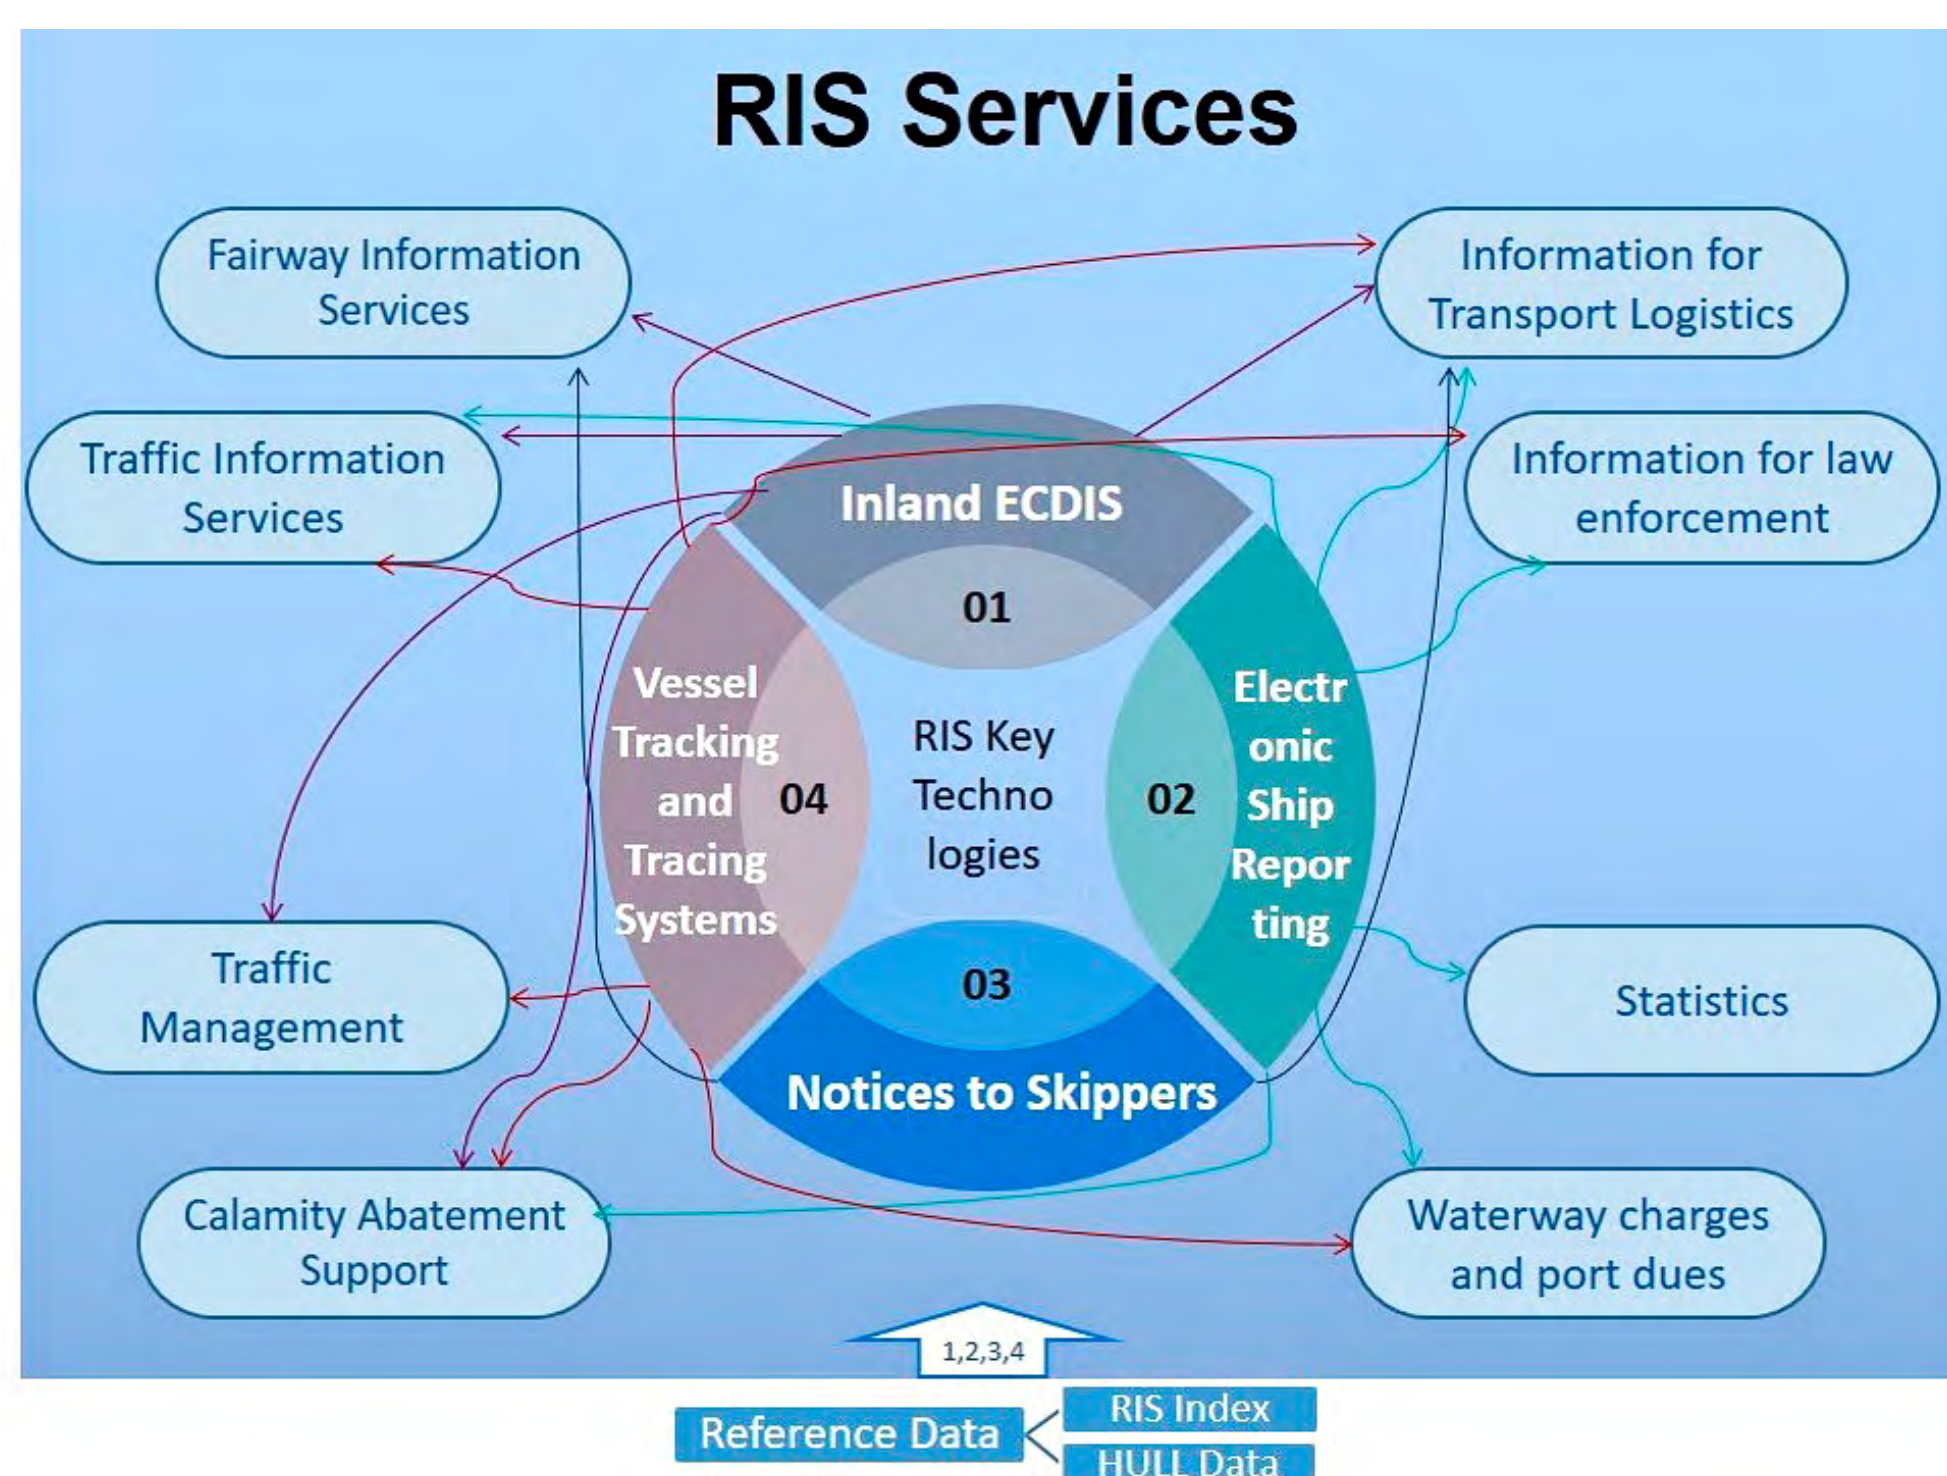 RIS Services
Fairway Information
Services
Information for
Transport Logistics
Traffic Information
Services
Information for law
enforcement
Inland ECDIS
01
Vessel
Tracking
and
Tracing
Systems
04
RIS Key
Techno
logies
02
Electr
onic
Ship
Repor
ting
03
Notices to Skippers
Traffic
Management
Statistics
Calamity Abatement
Support
Waterway charges
and port dues
1,2,3,4
Reference Data
RIS Index
HULL Data